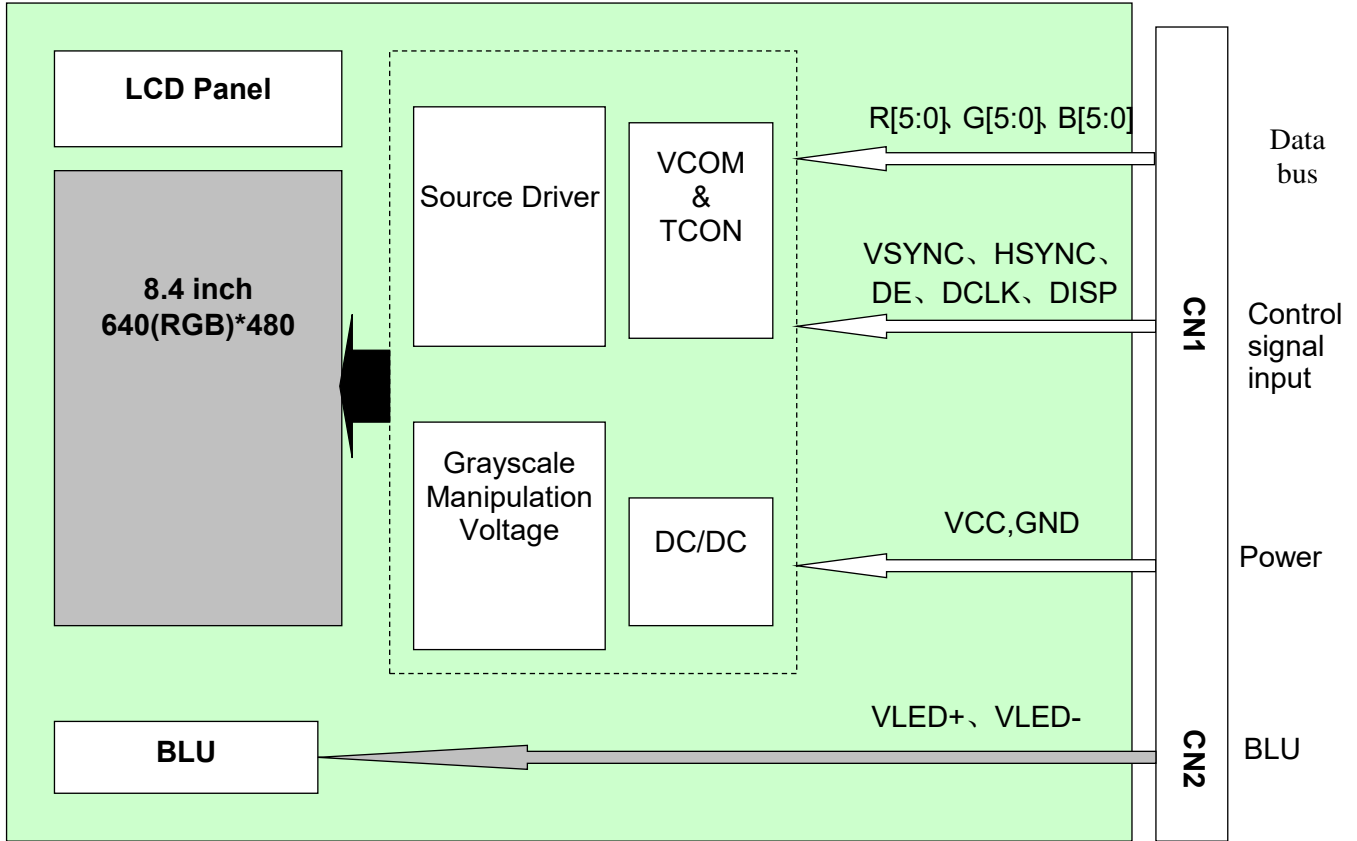 LCD Panel
8.4 inch
640(RGB)*480
Source Driver
VCOM
&
TCON
Grayscale
Manipulation
Voltage
DC/DC
BLU
R[5:0]、G[5:0]、B[5:0]
VSYNC、HSYNC、
DE、DCLK、DISP
VCC,GND
VLED+、VLED-
CN1
CN2
Data
bus
Control
signal
input
Power
BLU